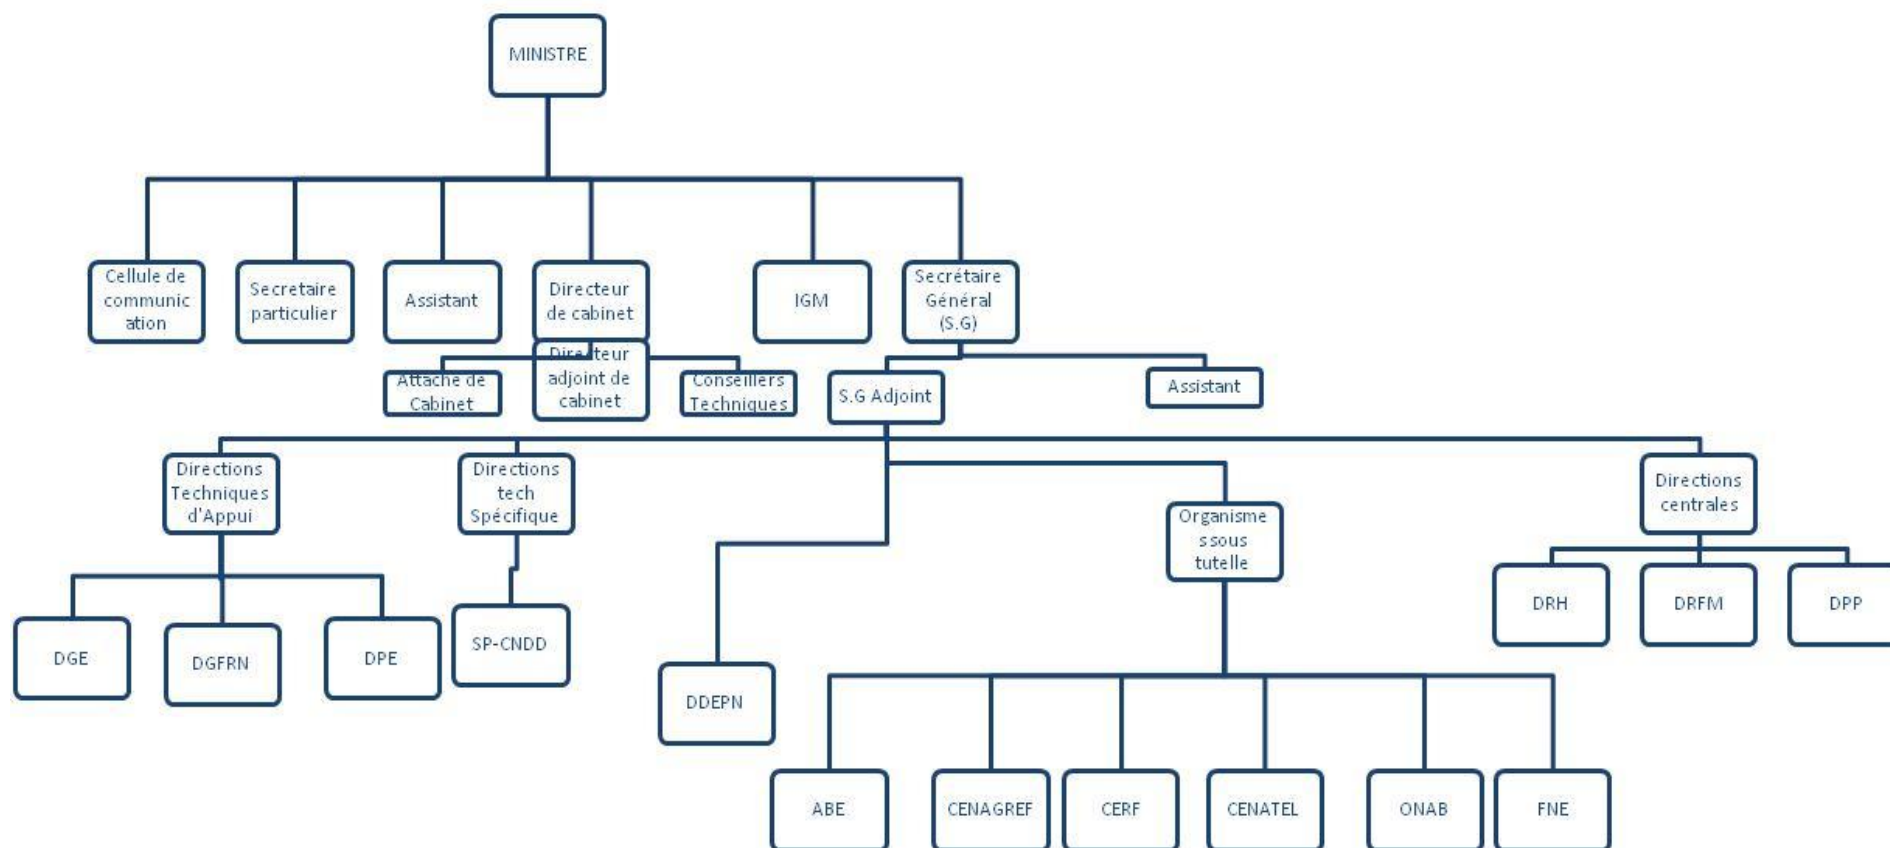 MINISTRE
Cellule de
communic
ation
Secretaire
particulier
Assistant
Directeur
de cabinet
IGM
Secrétaire
Général
(S.G)
Attache de
Cabinet
Directeur
adjoint de
cabinet
Conseillers
Techniques
S.G Adjoint
Assistant
Directions
Techniques
d'Appui
Directions
tech
Spécifique
Organisme
s sous
tutelle
Directions
centrales
DGE
DGFRN
DPE
SP-CNDD
DDEPN
DRH
DRFM
DPP
ABE
CENAGREF
CERF
CENATEL
ONAB
FNE